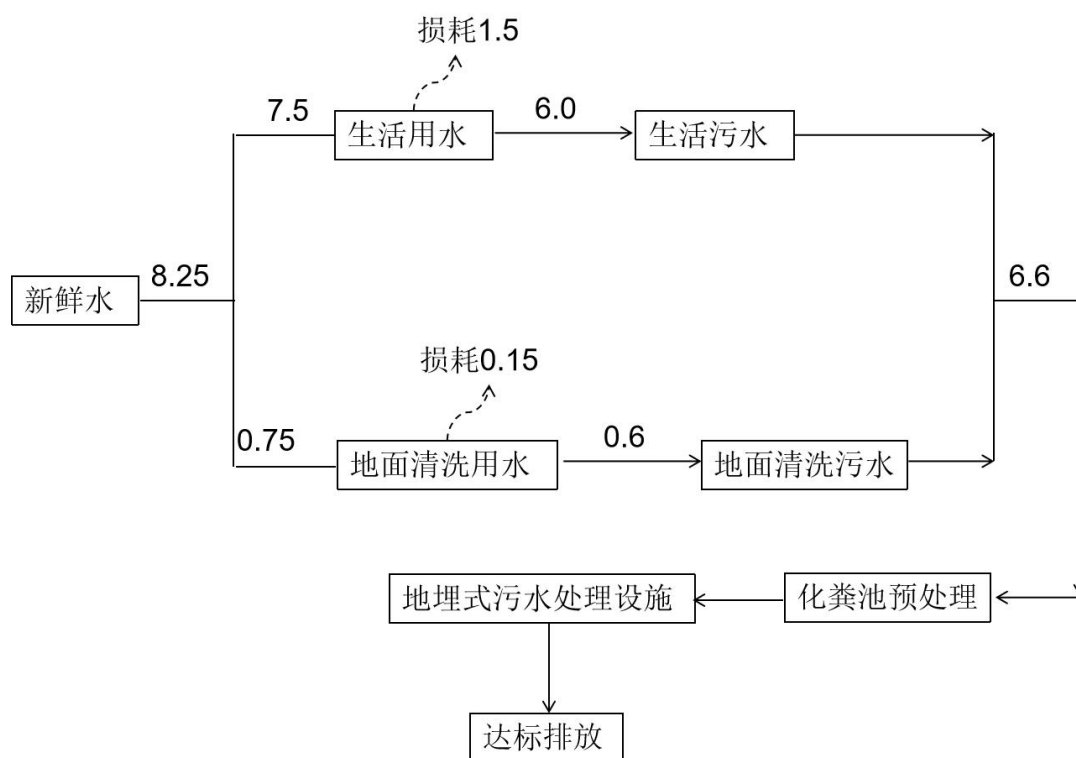 损耗1.5
7.5
生活用水
6.0
生活污水
新鲜水
8.25
6.6
损耗0.15
0.75
地面清洗用水
0.6
地面清洗污水
地埋式污水处理设施
化粪池预处理
达标排放